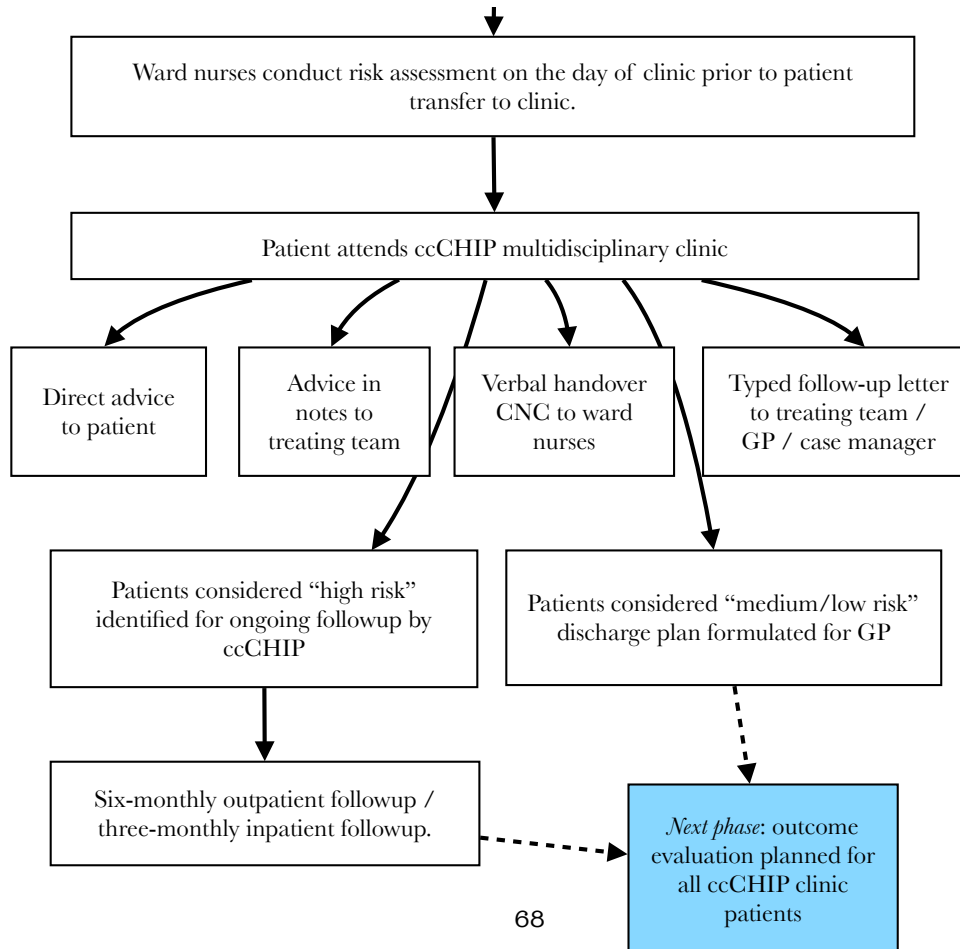 Ward nurses conduct risk assessment on the day of clinic prior to patient
transfer to clinic.
Patient attends ccCHIP multidisciplinary clinic
Direct advice
to patient
Advice in
notes to
treating team
Verbal handover
CNC to ward
nurses
Typed follow-up letter
to treating team /
GP / case manager
Patients considered “high risk”
identified for ongoing followup by
ccCHIP
Patients considered “medium/low risk”
discharge plan formulated for GP
Six-monthly outpatient followup /
three-monthly inpatient followup.
Next phase: outcome
evaluation planned for
all ccCHIP clinic
patients
68